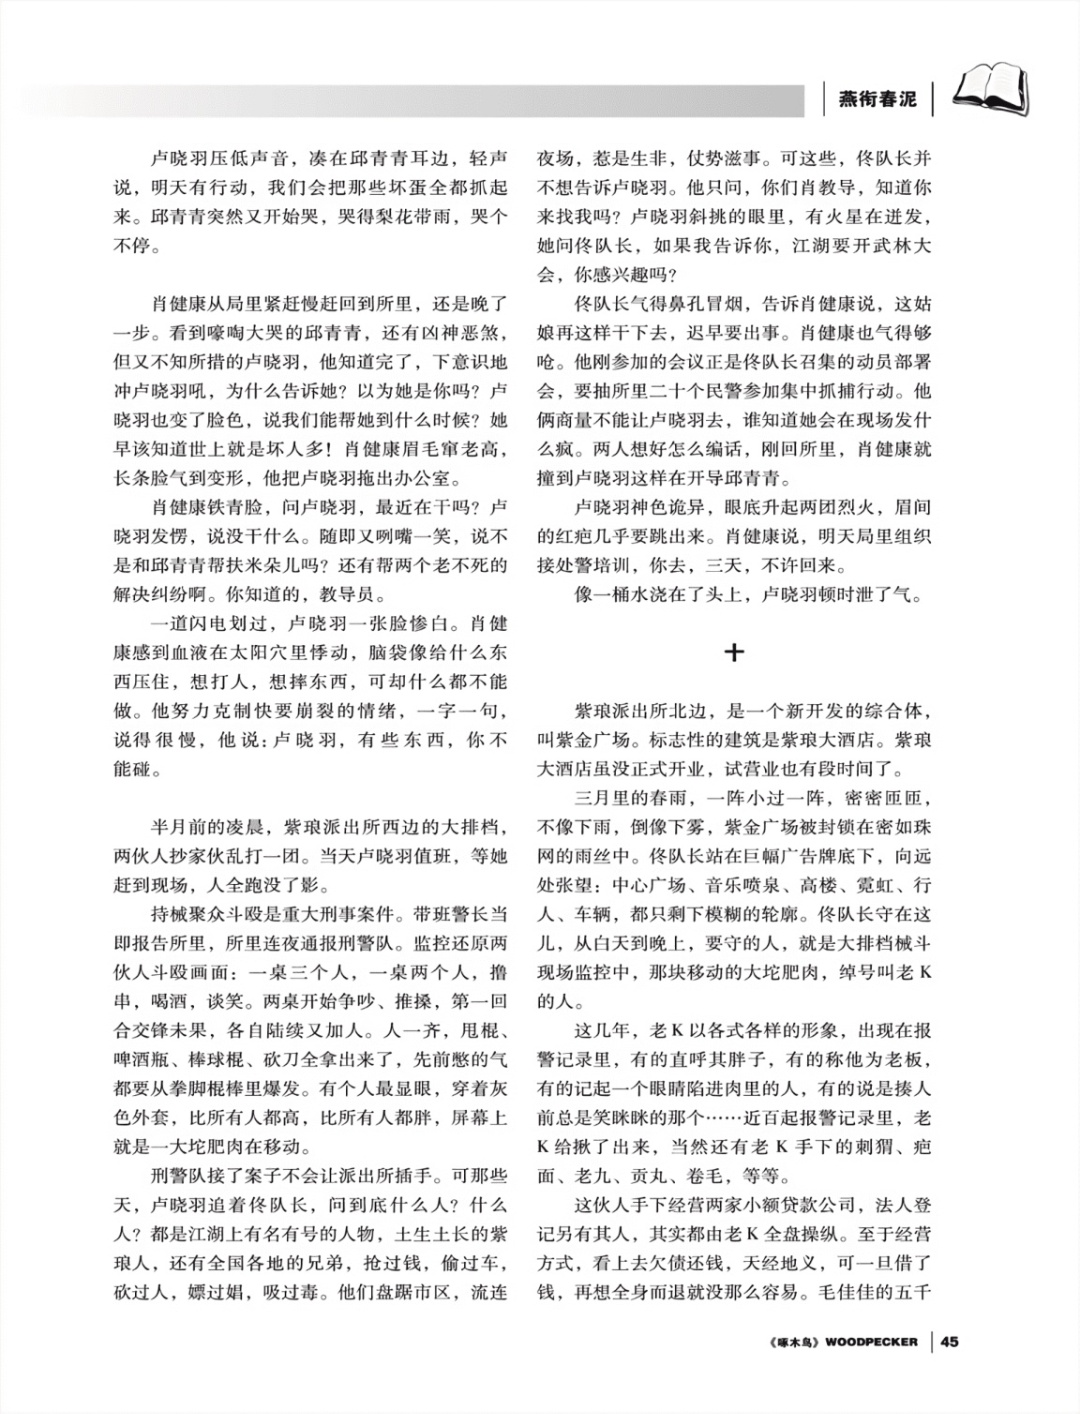 燕衔春泥
卢晓羽压低声音，凑在邱青青耳边，轻声
说，明天有行动，我们会把那些坏蛋全都抓起
来。邱青青突然又开始哭，哭得梨花带雨，哭个
不停。
肖健康从局里紧赶慢赶回到所里，还是晚了
一步。看到嚎啕大哭的邱青青，还有凶神恶煞，
但又不知所措的卢晓羽，他知道完了，下意识地
冲卢晓羽吼，为什么告诉她？以为她是你吗？卢
晓羽也变了脸色，说我们能帮她到什么时候？她
早该知道世上就是坏人多！肖健康眉毛窜老高，
长条脸气到变形，他把卢晓羽拖出办公室。
肖健康铁青脸，问卢晓羽，最近在干吗？卢
晓羽发愣，说没干什么。随即又咧嘴一笑，说不
是和邱青青帮扶米朵儿吗？还有帮两个老不死的
解决纠纷啊。你知道的，教导员。
一道闪电划过，卢晓羽一张脸惨白。肖健
康感到血液在太阳穴里悸动，脑袋像给什么东
西压住，想打人，想摔东西，可却什么都不能
做。他努力克制快要崩裂的情绪，一字一句，
说得很慢，他说：卢晓羽，有些东西，你不
能碰。
半月前的凌晨，紫琅派出所西边的大排档，
两伙人抄家伙乱打一团。当天卢晓羽值班，等她
赶到现场，人全跑没了影。
持械聚众斗殴是重大刑事案件。带班警长当
即报告所里，所里连夜通报刑警队。监控还原两
伙人斗殴画面：一桌三个人，一桌两个人，撸
串，喝酒，谈笑。两桌开始争吵、推搡，第一回
合交锋未果，各自陆续又加人。人一齐，甩棍、
啤酒瓶、棒球棍、砍刀全拿出来了，先前憋的气
都要从拳脚棍棒里爆发。有个人最显眼，穿着灰
色外套，比所有人都高，比所有人都胖，屏幕上
就是一大坨肥肉在移动。
刑警队接了案子不会让派出所插手。可那些
天，卢晓羽追着佟队长，问到底什么人？什么
人？都是江湖上有名有号的人物，土生土长的紫
琅人，还有全国各地的兄弟，抢过钱，偷过车，
砍过人，嫖过娼，吸过毒。他们盘踞市区，流连
夜场，惹是生非，仗势滋事。可这些，佟队长并
不想告诉卢晓羽。他只问，你们肖教导，知道你
来找我吗？卢晓羽斜挑的眼里，有火星在迸发，
她问佟队长，如果我告诉你，江湖要开武林大
会，你感兴趣吗？
佟队长气得鼻孔冒烟，告诉肖健康说，这姑
娘再这样干下去，迟早要出事。肖健康也气得够
呛。他刚参加的会议正是佟队长召集的动员部署
会，要抽所里二十个民警参加集中抓捕行动。他
俩商量不能让卢晓羽去，谁知道她会在现场发什
么疯。两人想好怎么编话，刚回所里，肖健康就
撞到卢晓羽这样在开导邱青青。
卢晓羽神色诡异，眼底升起两团烈火，眉间
的红疤几乎要跳出来。肖健康说，明天局里组织
接处警培训，你去，三天，不许回来。
像一桶水浇在了头上，卢晓羽顿时泄了气。
十
紫琅派出所北边，是一个新开发的综合体，
叫紫金广场。标志性的建筑是紫琅大酒店。紫琅
大酒店虽没正式开业，试营业也有段时间了。
三月里的春雨，一阵小过一阵，密密匝匝，
不像下雨，倒像下雾，紫金广场被封锁在密如珠
网的雨丝中。佟队长站在巨幅广告牌底下，向远
处张望：中心广场、音乐喷泉、高楼、霓虹、行
人、车辆，都只剩下模糊的轮廓。佟队长守在这
儿，从白天到晚上，要守的人，就是大排档械斗
现场监控中，那块移动的大坨肥肉，绰号叫老 K
的人。
这几年，老 K 以各式各样的形象，出现在报
警记录里，有的直呼其胖子，有的称他为老板，
有的记起一个眼睛陷进肉里的人，有的说是揍人
前总是笑眯眯的那个……近百起报警记录里，老
K 给揪了出来，当然还有老 K 手下的刺猬、疤
面、老九、贡丸、卷毛，等等。
这伙人手下经营两家小额贷款公司，法人登
记另有其人，其实都由老 K 全盘操纵。至于经营
方式，看上去欠债还钱，天经地义，可一旦借了
钱，再想全身而退就没那么容易。毛佳佳的五千
《啄木鸟》WOODPECKER 45